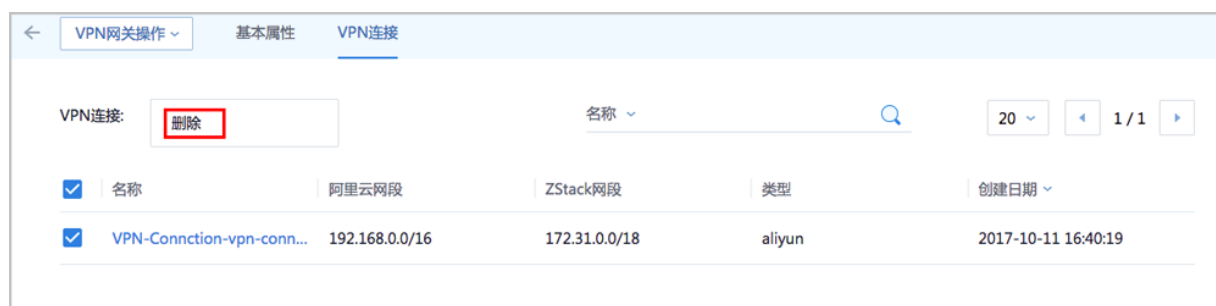 VPN网关操作 基本属性 VPN连接
VPN连接: 删除 名称 20 1 / 1
名称 阿里云网段 ZStack网段 类型 创建日期
VPN-Connction-vpn-conn... 192.168.0.0/16 172.31.0.0/18 aliyun 2017-10-11 16:40:19